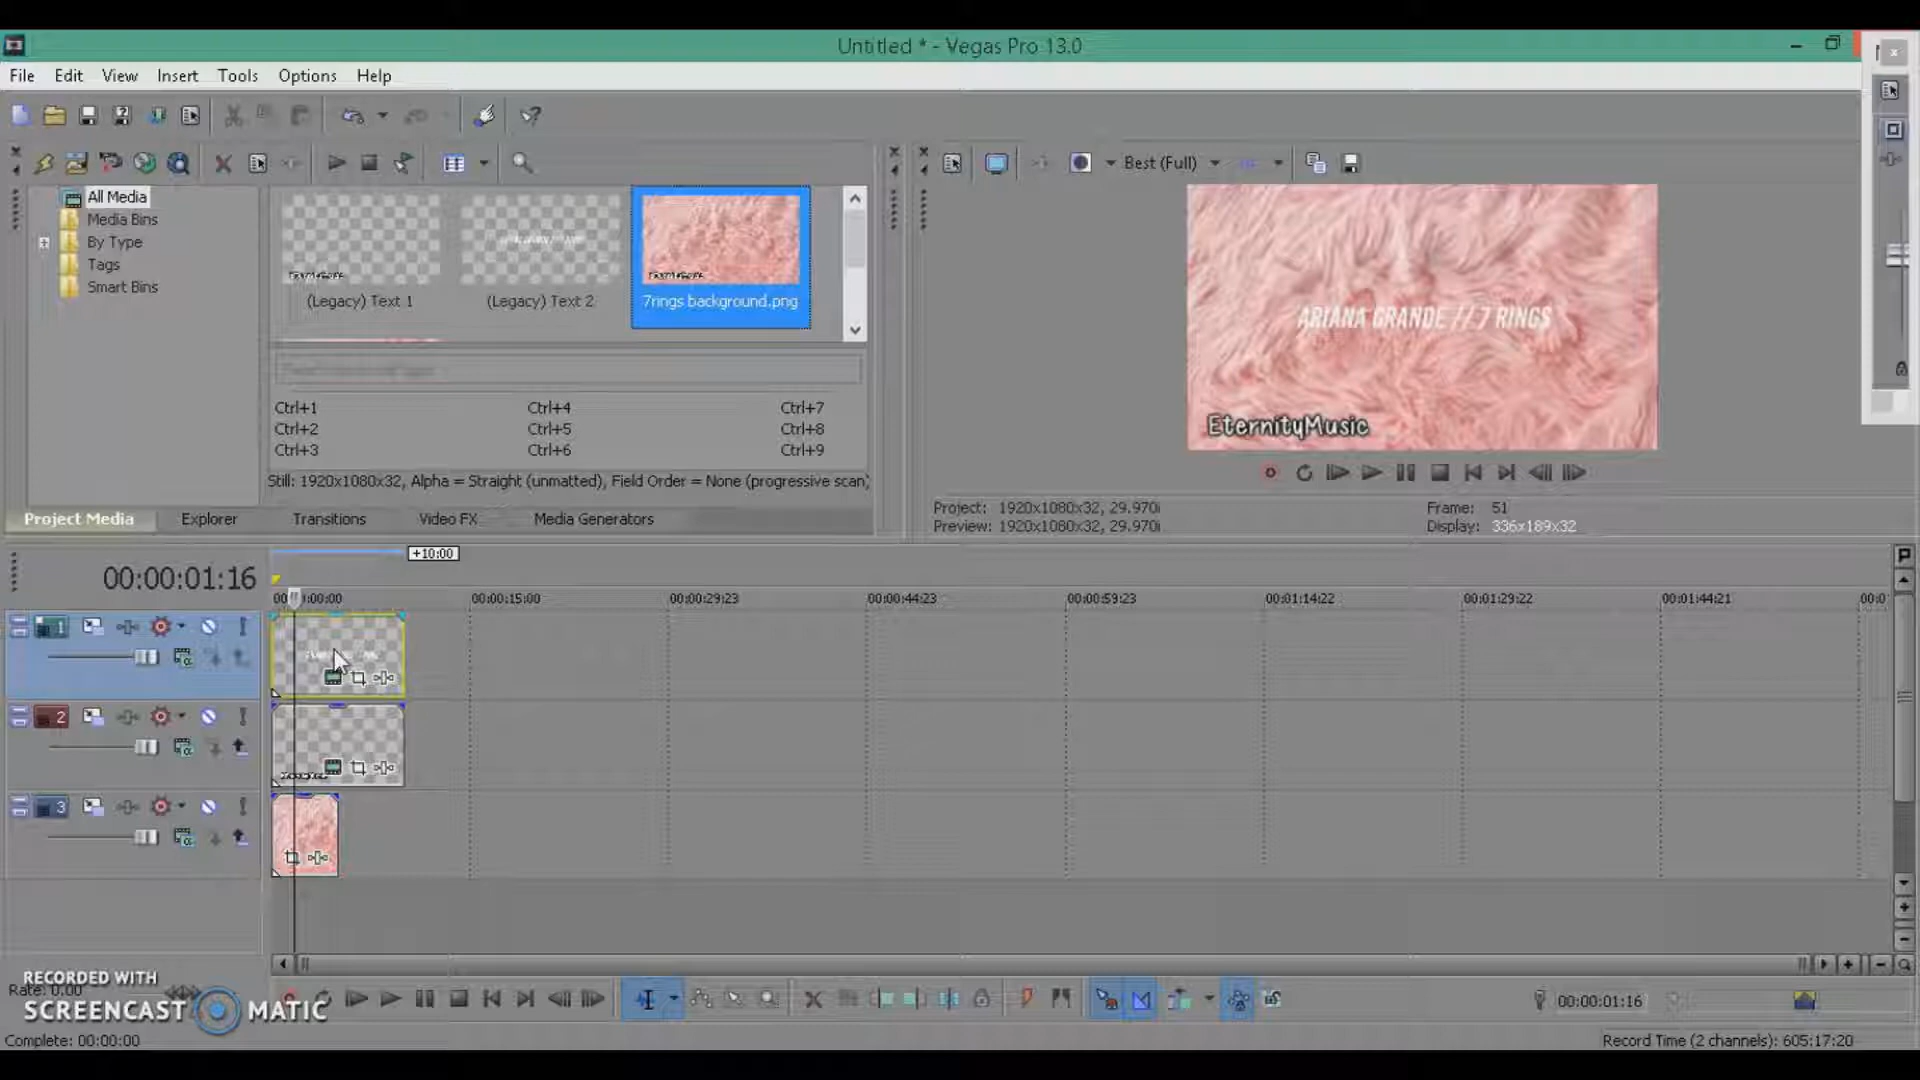 Untitled * - Vegas Pro 13.0
File Edit View Insert Tools Options Help
Best (Full)
All Media
Media Bins
By Type
Tags
Smart Bins
(Legacy) Text 1
(Legacy) Text 2
7rings background.png
Ctrl+1 Ctrl+4 Ctrl+7
Ctrl+2 Ctrl+5 Ctrl+8
Ctrl+3 Ctrl+6 Ctrl+9
Still: 1920x1080x32, Alpha = Straight (unmatted), Field Order = None (progressive scan)
Project Media Explorer Transitions Video FX Media Generators
ARIANA GRANDE // 7 RINGS
EternityMusic
Project: 1920x1080x32, 29.970i
Frame: 51
Preview: 1920x1080x32, 29.970i
Display: 336x189x32
+10:00
00:00:01:16
00:00:15:00 00:00:29:23 00:00:44:23 00:00:59:23 00:01:14:22 00:01:29:22 00:01:44:21
1
2
3
RECORDED WITH
Rate: 0.00
SCREENCAST MATIC
00:00:01:16
Complete: 00:00:00
Record Time (2 channels): 605:17:20